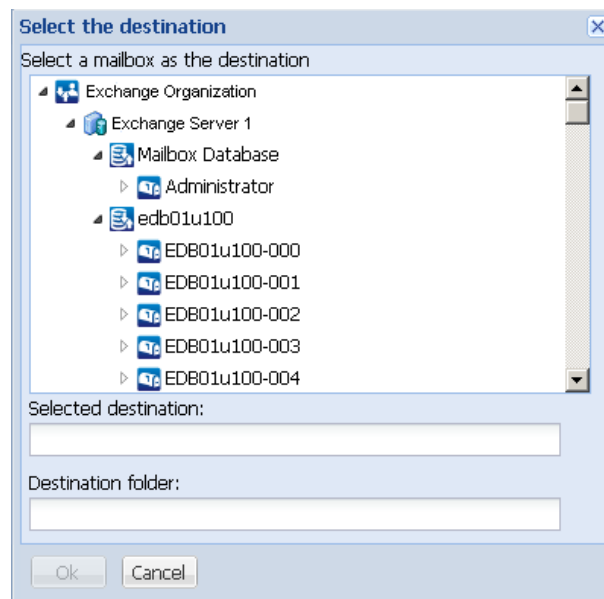 Select the destination
Select a mailbox as the destination
Exchange Organization
Exchange Server 1
Mailbox Database
Administrator
edb01u100
EDB01u100-000
EDB01u100-001
EDB01u100-002
EDB01u100-003
EDB01u100-004
Selected destination:
Destination folder:
Ok Cancel